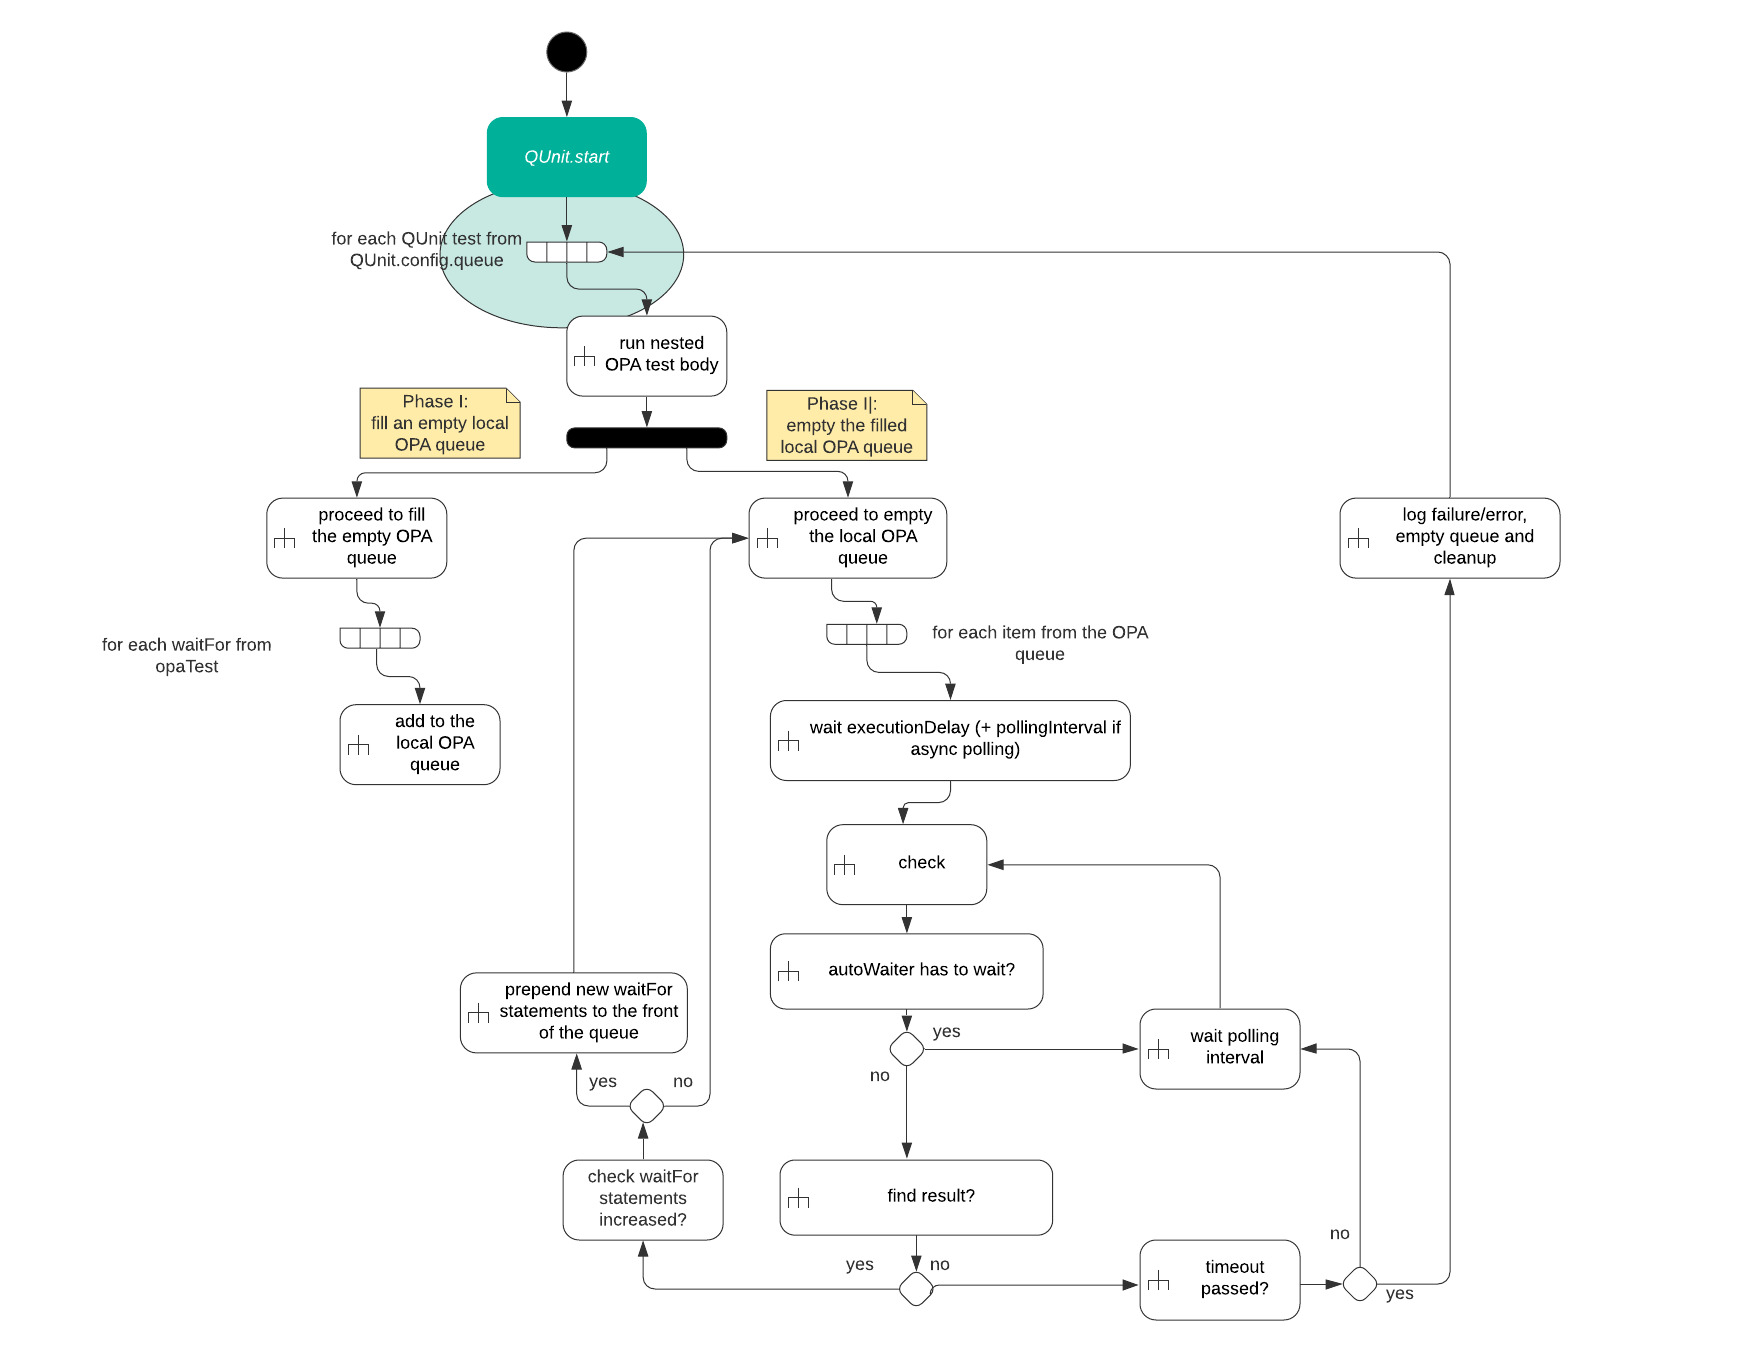 QUnit.start
for each QUnit test from
QUnit.config.queue
run nested
OPA test body
Phase I:
fill an empty local
OPA queue
Phase I|:
empty the filled
local OPA queue
proceed to fill
the empty OPA
queue
proceed to empty
the local OPA
queue
log failure/error,
empty queue and
cleanup
for each waitFor from
opaTest
for each item from the OPA
queue
add to the
local OPA
queue
wait executionDelay (+ pollingInterval if
async polling)
check
autoWaiter has to wait?
prepend new waitFor
statements to the front
of the queue
yes
no
wait polling
interval
yes
no
check waitFor
statements
increased?
find result?
yes
no
timeout
passed?
no
yes